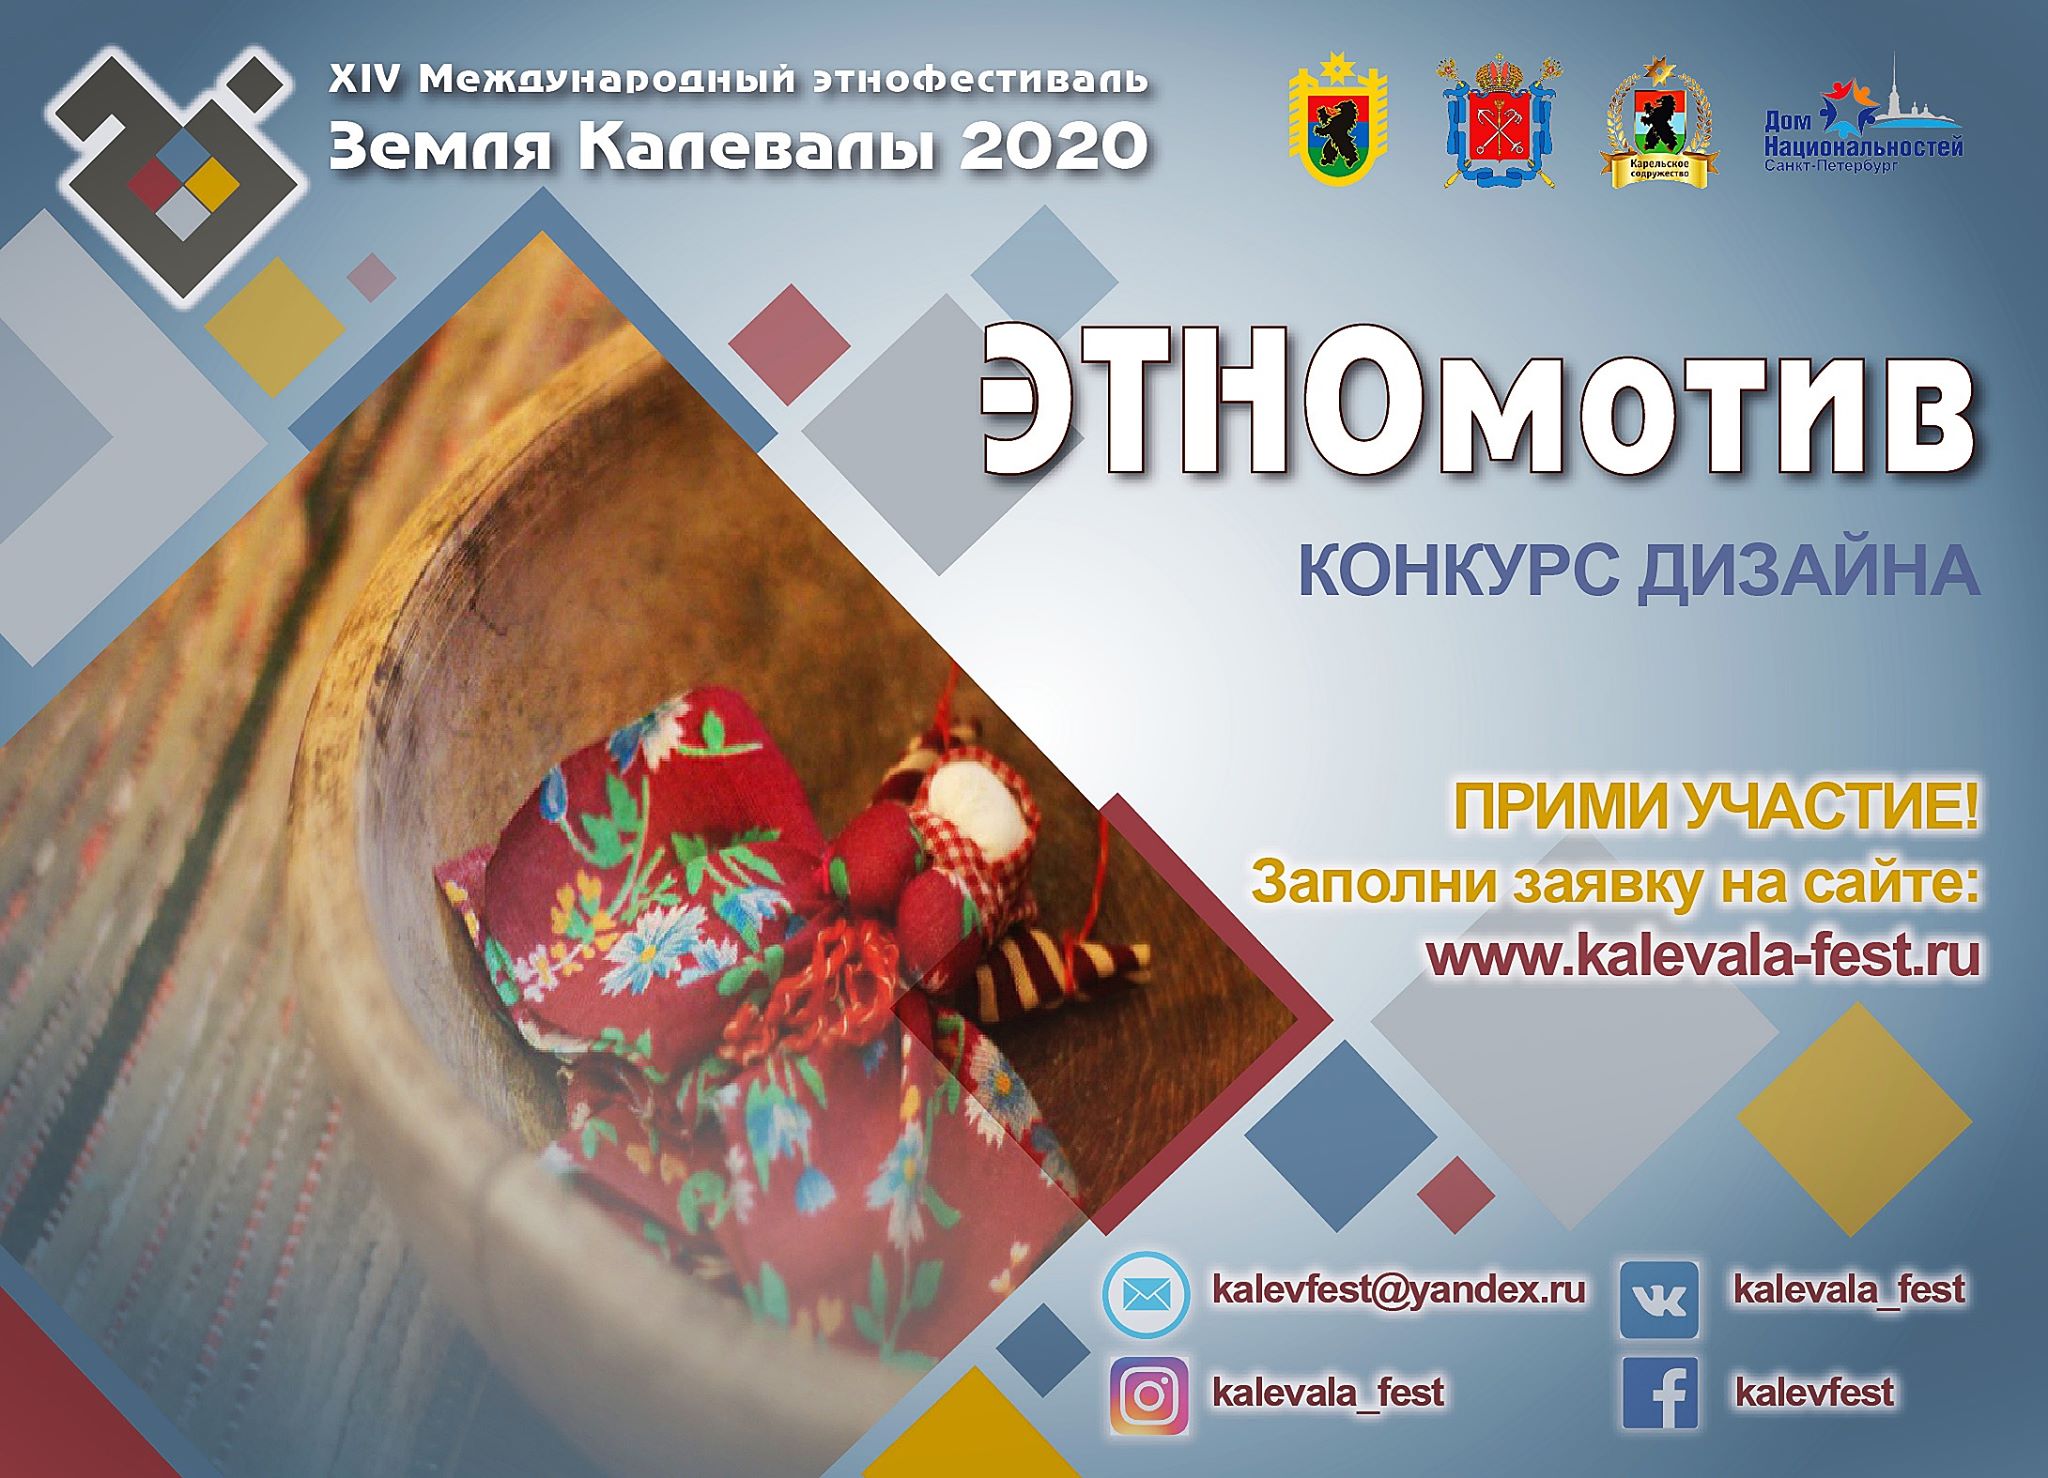 XIV Международный этнофестиваль
Земля Калевалы 2020
Карельское
содружество
Дом
Национальностей
Санкт-Петербург
ЭТНОмотив
КОНКУРС ДИЗАЙНА
ПРИМИ УЧАСТИЕ!
Заполни заявку на сайте:
www.kalevala-fest.ru
kalevfest@yandex.ru
kalevala_fest
kalevala_fest
kalevfest